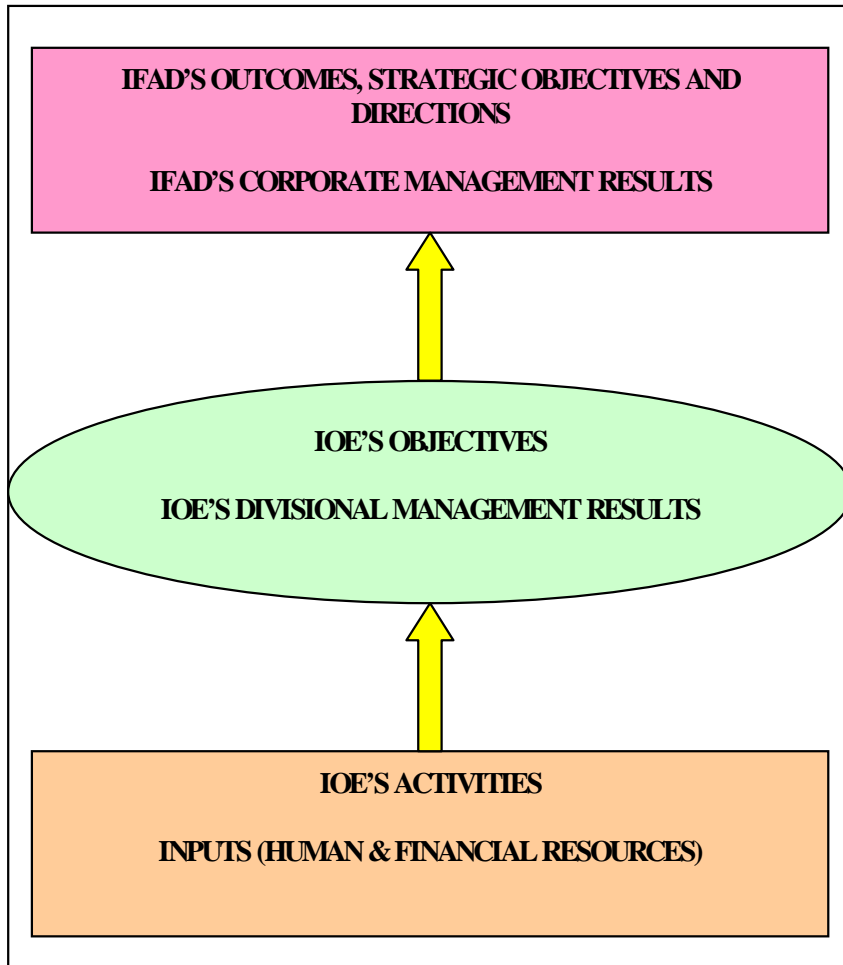 IFAD’S OUTCOMES, STRATEGIC OBJECTIVES AND
DIRECTIONS
IFAD’S CORPORATE MANAGEMENT RESULTS
IOE’S OBJECTIVES
IOE’S DIVISIONAL MANAGEMENT RESULTS
IOE’S ACTIVITIES
INPUTS (HUMAN & FINANCIAL RESOURCES)